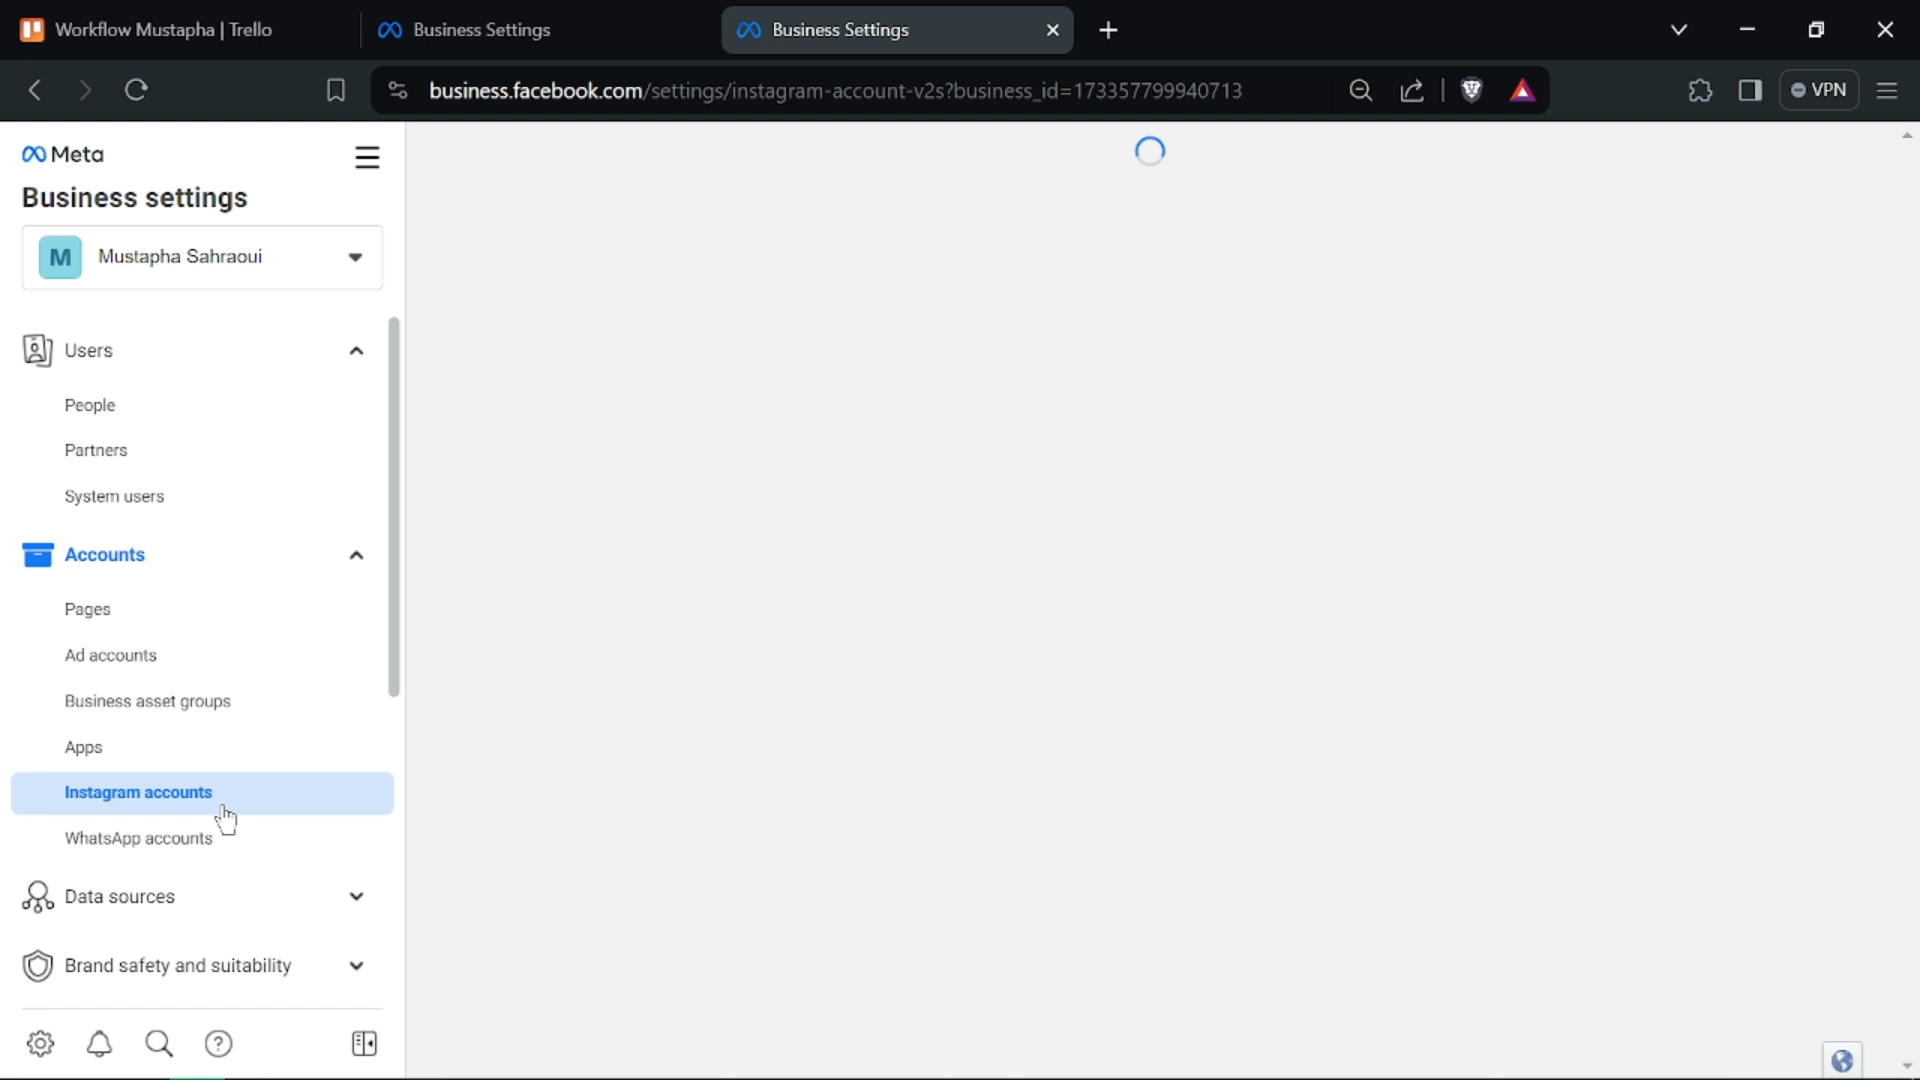 Workflow Mustapha | Trello
Business Settings
Business Settings
business.facebook.com/settings/instagram-account-v2s?business_id=173357799940713
VPN
Meta
Business settings
M Mustapha Sahraoui
Users
People
Partners
System users
Accounts
Pages
Ad accounts
Business asset groups
Apps
Instagram accounts
WhatsApp accounts
Data sources
Brand safety and suitability